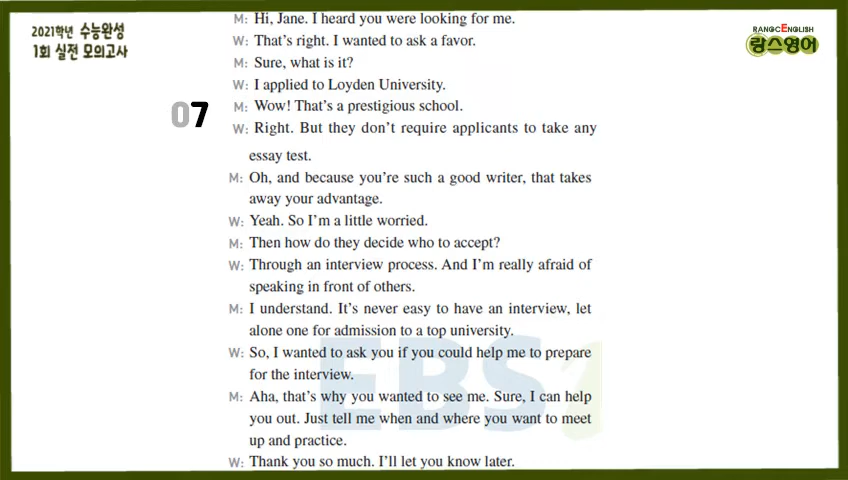 2021학년 수능완성
1회 실전 모의고사
RANGCENGLISH
랑스영어
07
M: Hi, Jane. I heard you were looking for me.
W: That's right. I wanted to ask a favor.
M: Sure, what is it?
W: I applied to Loyden University.
M: Wow! That's a prestigious school.
W: Right. But they don't require applicants to take any
essay test.
M: Oh, and because you're such a good writer, that takes
away your advantage.
W: Yeah. So I'm a little worried.
M: Then how do they decide who to accept?
W: Through an interview process. And I'm really afraid of
speaking in front of others.
M: I understand. It's never easy to have an interview, let
alone one for admission to a top university.
W: So, I wanted to ask you if you could help me to prepare
for the interview.
M: Aha, that's why you wanted to see me. Sure, I can help
you out. Just tell me when and where you want to meet
up and practice.
W: Thank you so much. I'll let you know later.
EBS